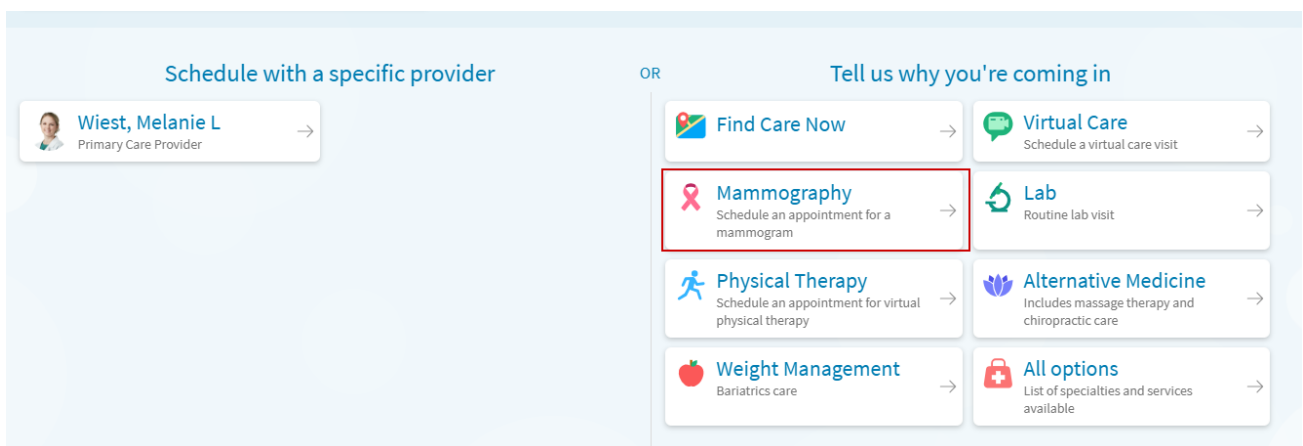 Schedule with a specific provider
OR
Tell us why you're coming in
Wiest, Melanie L
Primary Care Provider
Find Care Now
Virtual Care
Schedule a virtual care visit
Mammography
Schedule an appointment for a
mammogram
Lab
Routine lab visit
Physical Therapy
Schedule an appointment for virtual
physical therapy
Alternative Medicine
Includes massage therapy and
chiropractic care
Weight Management
Bariatrics care
All options
List of specialties and services
available